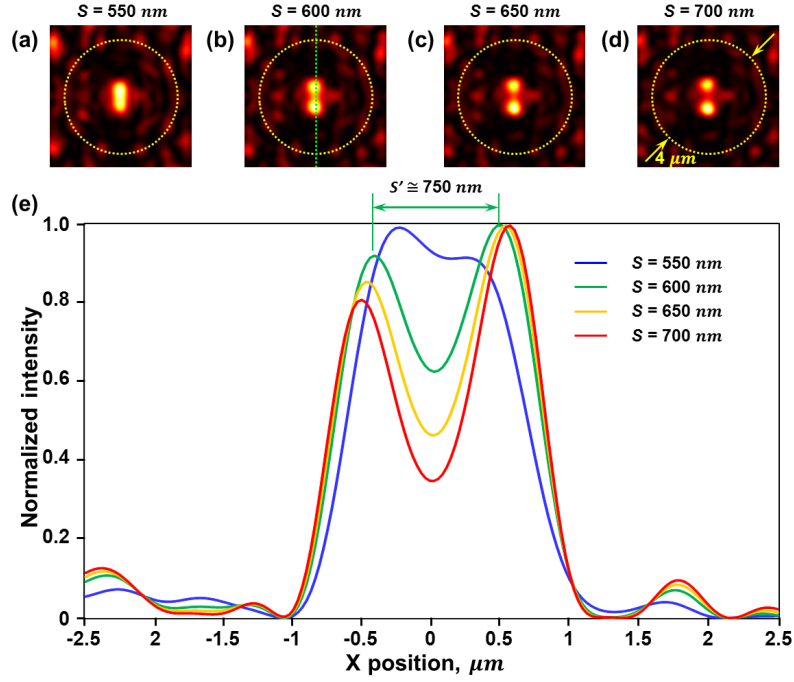 S = 550 nm
S = 600 nm
S = 650 nm
S = 700 nm
(a)
(b)
(c)
(d)
4 μm
(e)
S' ≅ 750 nm
1.0
0.8
0.6
0.4
0.2
0
Normalized intensity
S = 550 nm
S = 600 nm
S = 650 nm
S = 700 nm
-2.5 2 -1.5 -1 -0.5 0 0.5 1 1.5 2 2.5
X position, μm